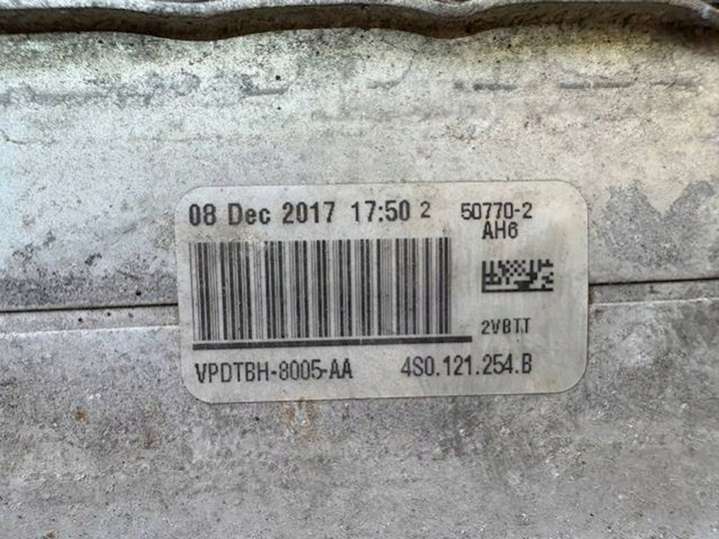 08 Dec 2017 17:50 2 50770-2
AH6
2VBTT
VPDTBH-8005-AA 4S0.121.254.B